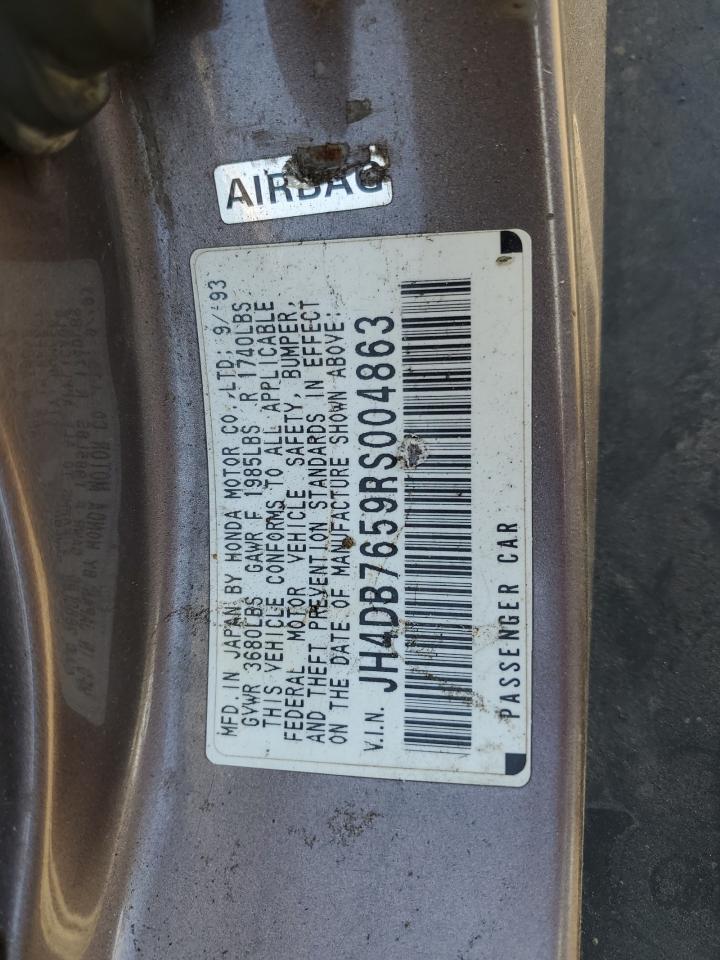 AIRBAG
MFD. IN JAPAN BY HONDA MOTOR CO., LTD; 9/'93
GVWR 3680LBS GAWR F 1985LBS R 1740LBS
THIS VEHICLE CONFORMS TO ALL APPLICABLE
FEDERAL MOTOR VEHICLE SAFETY, BUMPER,
AND THEFT PREVENTION STANDARDS IN EFFECT
ON THE DATE OF MANUFACTURE SHOWN ABOVE;
V.I.N. JH4DB7659RS004863
PASSENGER CAR